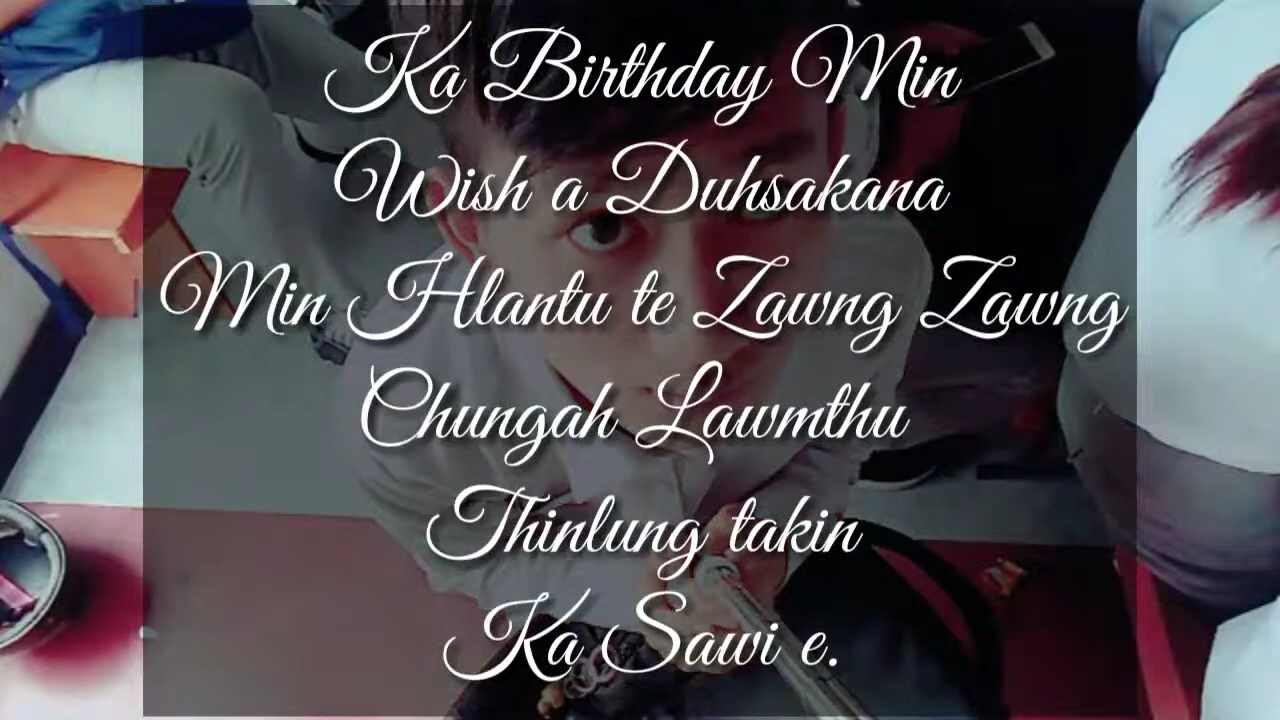 Ka Birthday Min
Wish a Duhsakana
Min Hlantu te Zawng Zawng
Chungah Lawmthu
Thinlung takin
Ka Sawi e.